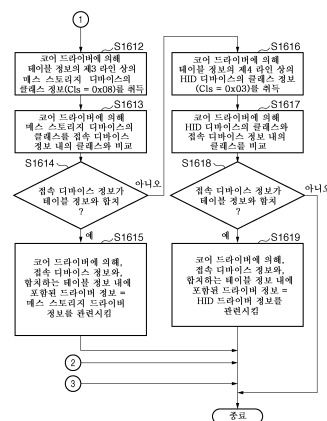 1
S1612
코어 드라이버에 의해
테이블 정보의 제3 라인 상의
매스 스토리지 디바이스의
클래스 정보(Cls = 0x08)를 취득
S1613
코어 드라이버에 의해
매스 스토리지 디바이스의
클래스를 접속 디바이스
정보 내의 클래스와 비교
S1614
접속 디바이스 정보가
테이블 정보와 합치
?
아니오
예
S1615
코어 드라이버에 의해,
접속 디바이스 정보와,
합치하는 테이블 정보 내에
포함된 드라이버 정보 =
매스 스토리지 드라이버
정보를 관련시킴
S1616
코어 드라이버에 의해
테이블 정보의 제4 라인 상의
HID 디바이스의 클래스 정보
(Cls = 0x03)를 취득
S1617
코어 드라이버에 의해
HID 디바이스의 클래스와
접속 디바이스 정보 내의
클래스를 비교
S1618
접속 디바이스 정보가
테이블 정보와 합치
?
아니오
예
S1619
코어 드라이버에 의해,
접속 디바이스 정보와,
합치하는 테이블 정보 내에
포함된 드라이버 정보 =
HID 드라이버 정보를
관련시킴
2
3
종료